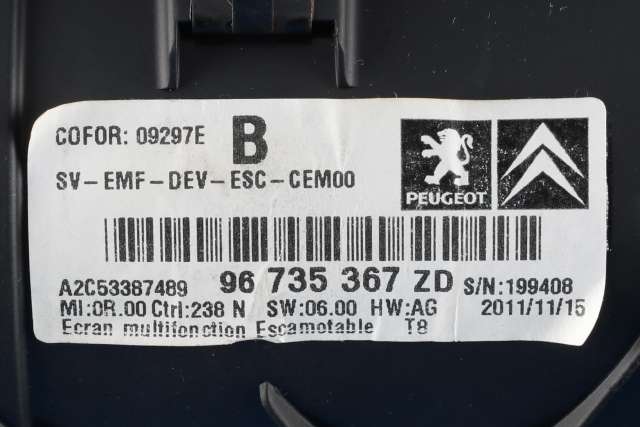 COFOR: 09297E B
SV-EMF-DEV-ESC-CEM00
PEUGEOT
A2C53387489 96 735 367 ZD S/N:199408
MI:0R.00 Ctrl:238 N SW:06.00 HW:AG 2011/11/15
Ecran multifonction Escamotable T8